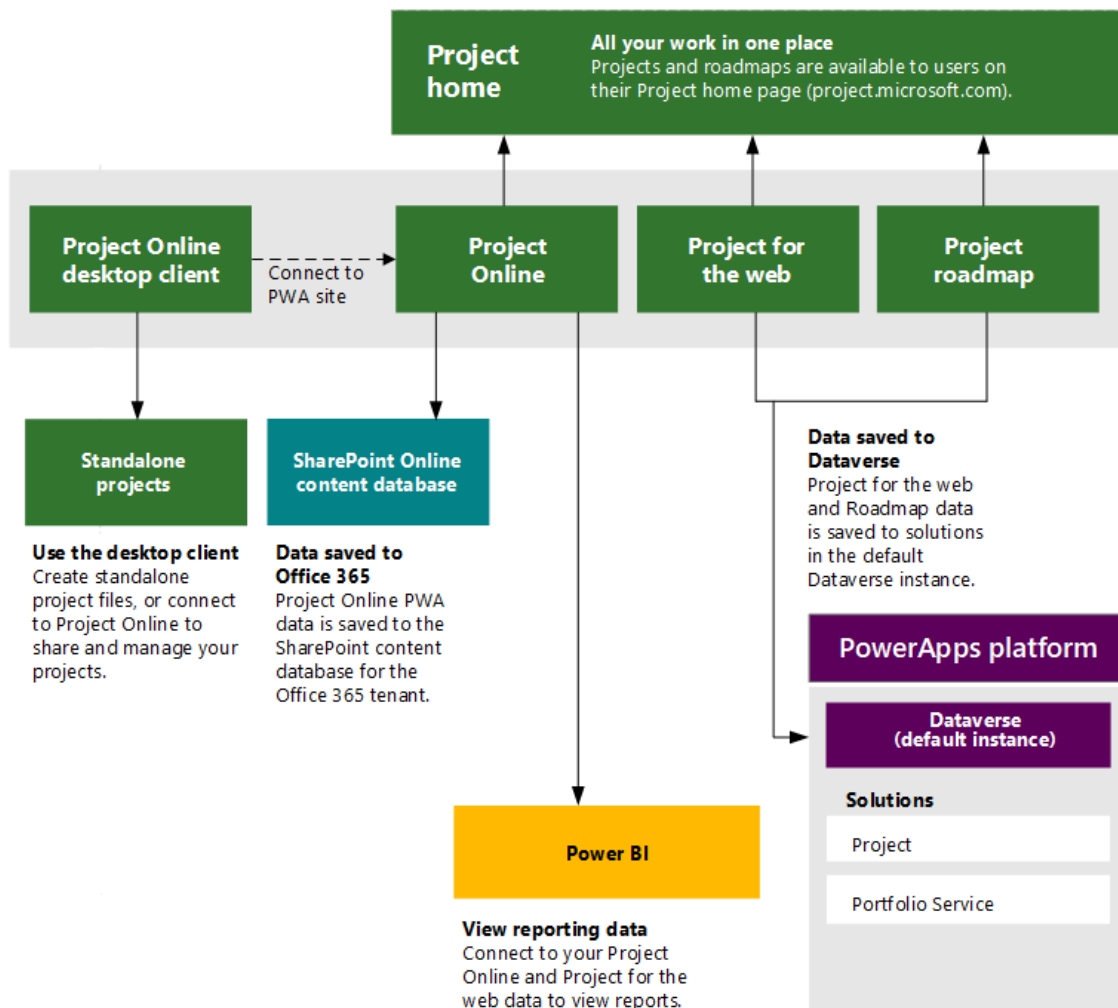 Project
home
All your work in one place
Projects and roadmaps are available to users on
their Project home page (project.microsoft.com).
Project Online
desktop client
Connect to
PWA site
Project
Online
Project for
the web
Project
roadmap
Standalone
projects
SharePoint Online
content database
Use the desktop client
Create standalone
project files, or connect
to Project Online to
share and manage your
projects.
Data saved to
Office 365
Project Online PWA
data is saved to the
SharePoint content
database for the
Office 365 tenant.
Data saved to
Dataverse
Project for the web
and Roadmap data
is saved to solutions
in the default
Dataverse instance.
PowerApps platform
Dataverse
(default instance)
Solutions
Project
Portfolio Service
Power BI
View reporting data
Connect to your Project
Online and Project for the
web data to view reports.